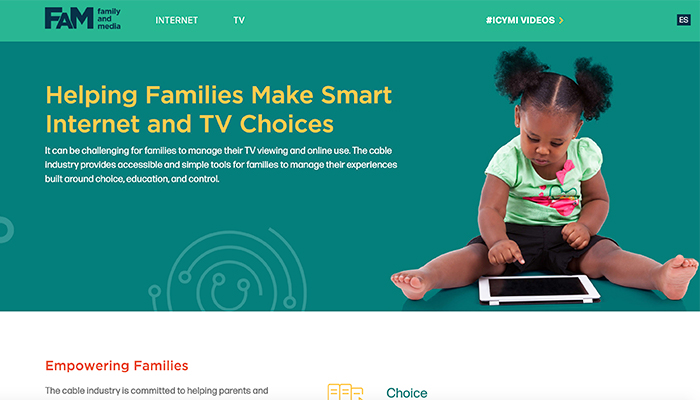 FAM family
and
media
INTERNET TV #ICYMI VIDEOS ES
Helping Families Make Smart
Internet and TV Choices
It can be challenging for families to manage their TV viewing and online use. The cable
industry provides accessible and simple tools for families to manage their experiences
built around choice, education, and control.
Empowering Families
The cable industry is committed to helping parents and
Choice